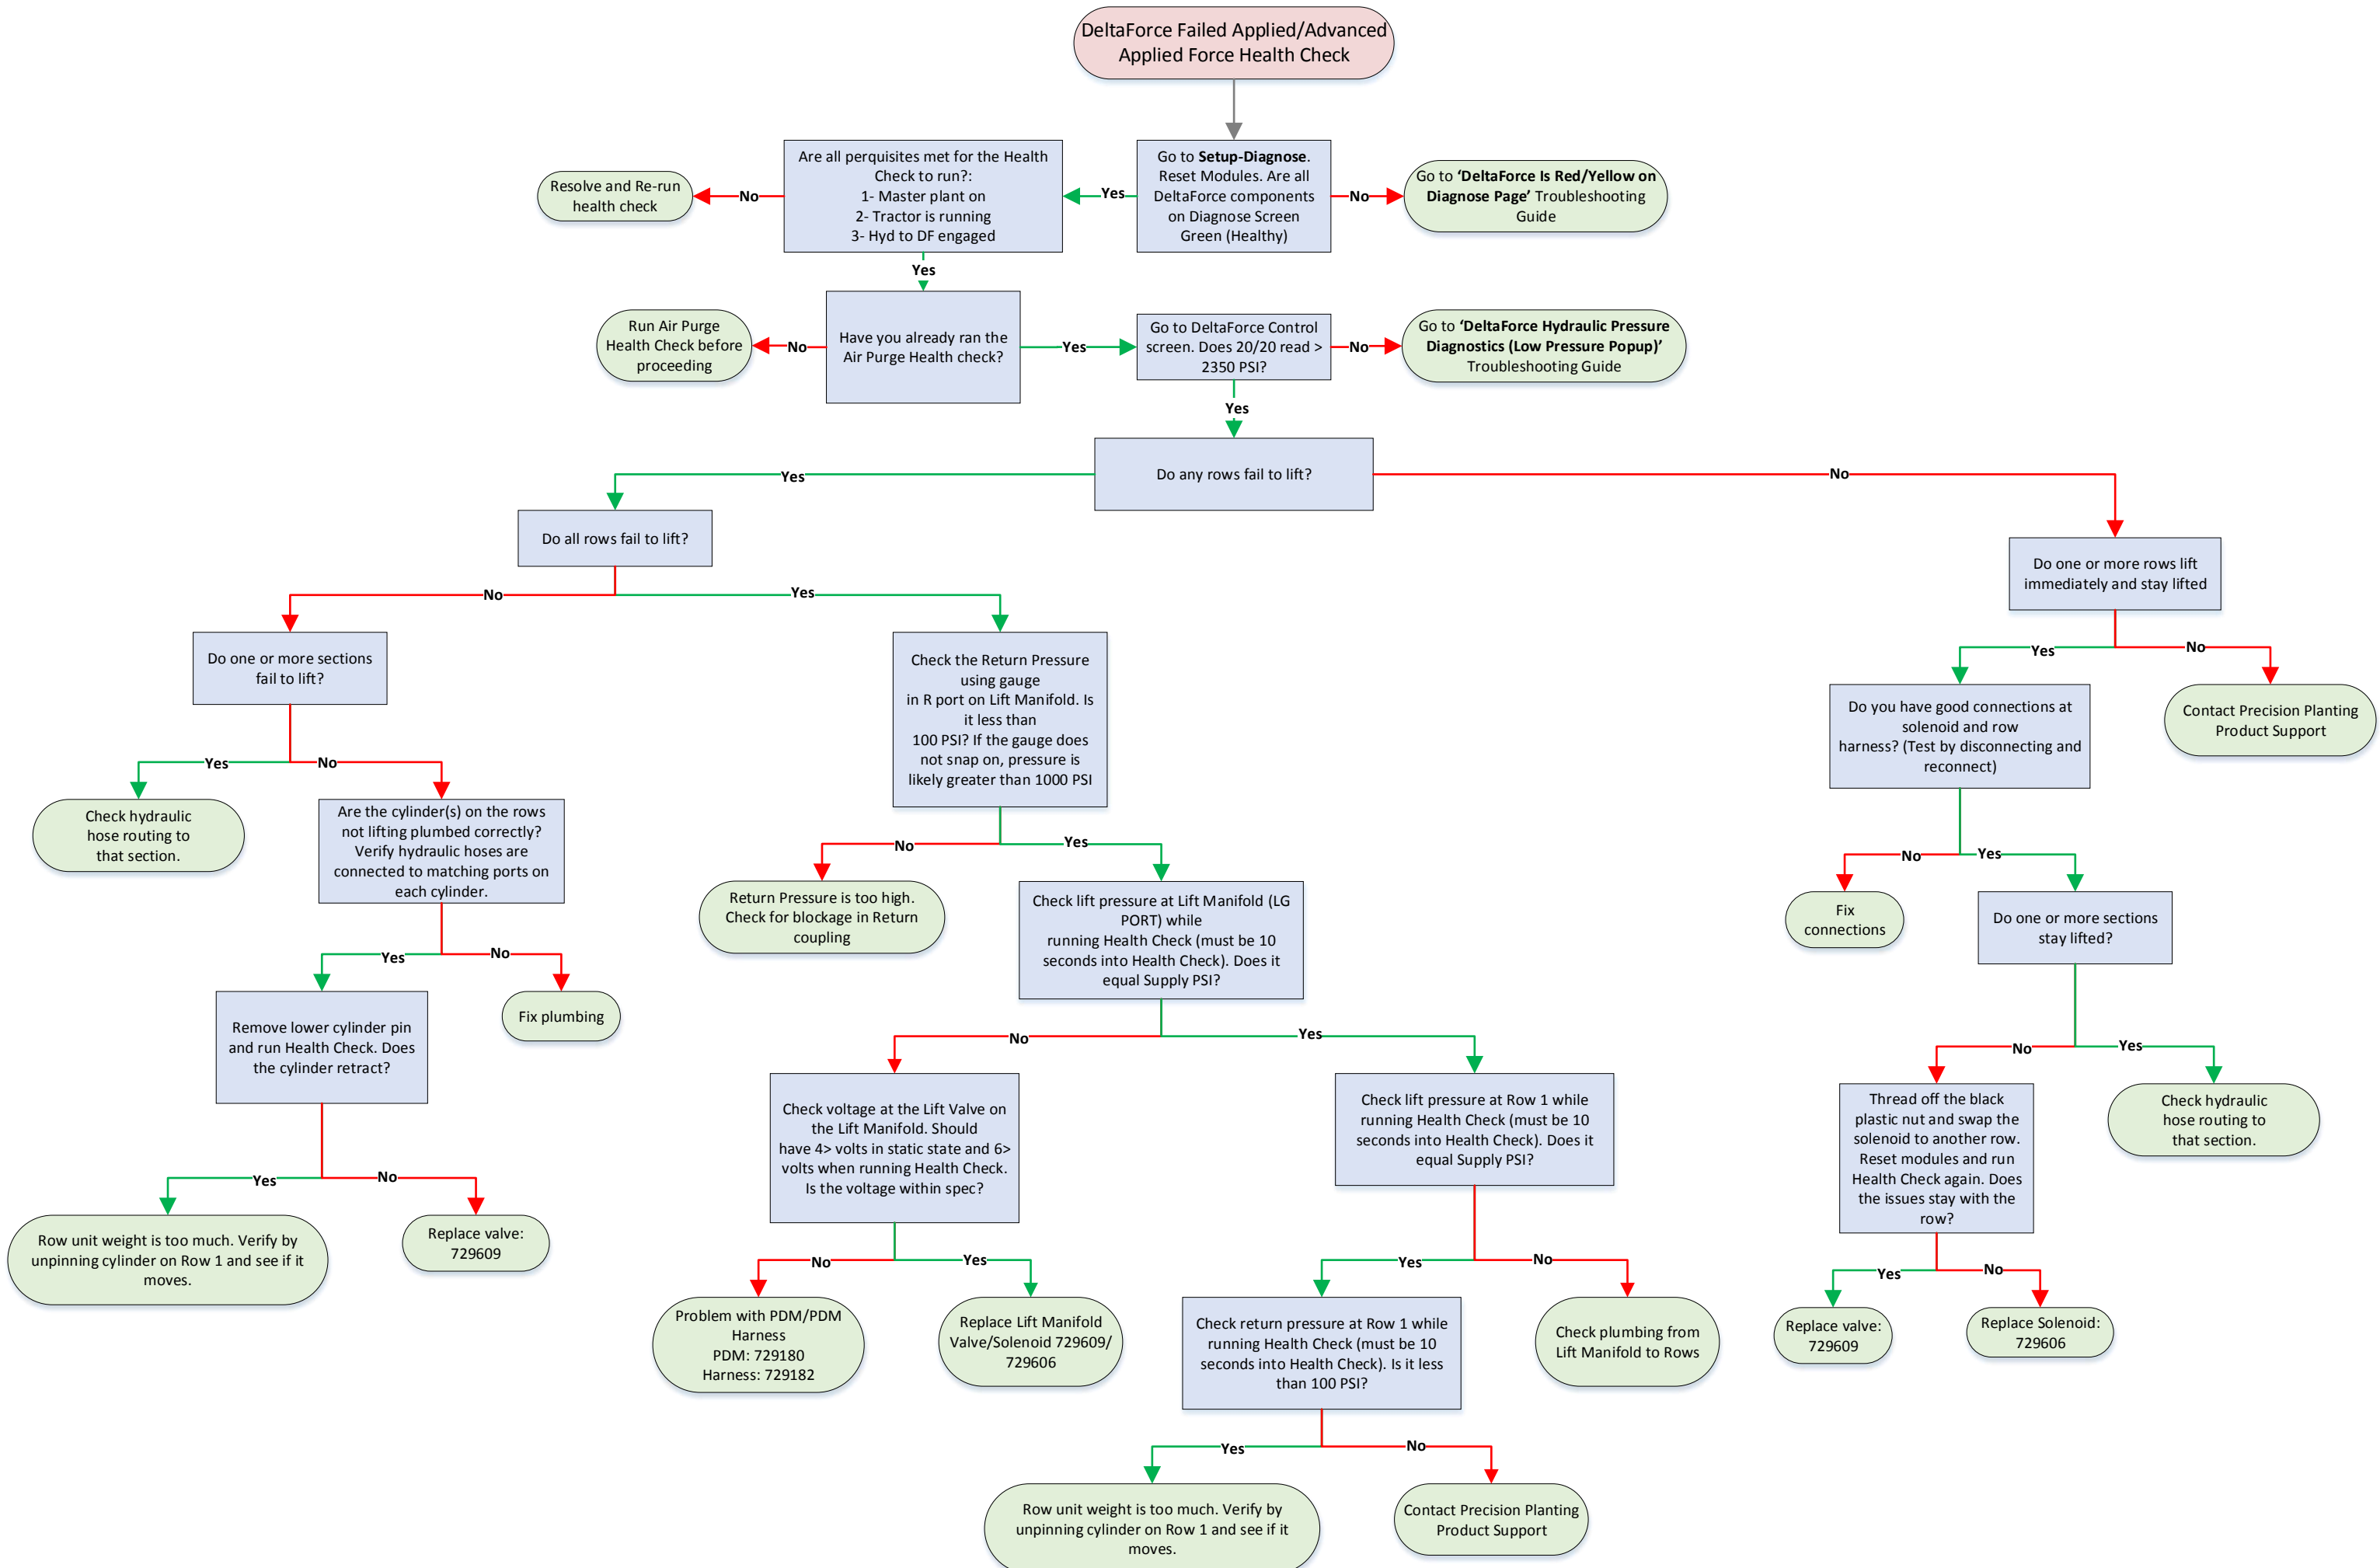 DeltaForce Failed Applied/Advanced
Applied Force Health Check
Are all perquisites met for the Health
Check to run?:
1- Master plant on
2- Tractor is running
3- Hyd to DF engaged
Go to Setup-Diagnose.
Reset Modules. Are all
DeltaForce components
on Diagnose Screen
Green (Healthy)
Go to ‘DeltaForce Is Red/Yellow on
Diagnose Page’ Troubleshooting
Guide
Resolve and Re-run
health check
No
Yes
No
Yes
Run Air Purge
Health Check before
proceeding
No
Have you already ran the
Air Purge Health check?
Yes
Go to DeltaForce Control
screen. Does 20/20 read >
2350 PSI?
No
Go to ‘DeltaForce Hydraulic Pressure
Diagnostics (Low Pressure Popup)’
Troubleshooting Guide
Yes
Do any rows fail to lift?
Yes
No
Do all rows fail to lift?
Do one or more rows lift
immediately and stay lifted
No
Yes
Yes
No
Do one or more sections
fail to lift?
Check the Return Pressure
using gauge
in R port on Lift Manifold. Is
it less than
100 PSI? If the gauge does
not snap on, pressure is
likely greater than 1000 PSI
Do you have good connections at
solenoid and row
harness? (Test by disconnecting and
reconnect)
Contact Precision Planting
Product Support
Yes
No
Check hydraulic
hose routing to
that section.
Are the cylinder(s) on the rows
not lifting plumbed correctly?
Verify hydraulic hoses are
connected to matching ports on
each cylinder.
No
Yes
No
Yes
Return Pressure is too high.
Check for blockage in Return
coupling
Check lift pressure at Lift Manifold (LG
PORT) while
running Health Check (must be 10
seconds into Health Check). Does it
equal Supply PSI?
Fix
connections
Do one or more sections
stay lifted?
Yes
No
Remove lower cylinder pin
and run Health Check. Does
the cylinder retract?
Fix plumbing
No
Yes
No
Yes
Check voltage at the Lift Valve on
the Lift Manifold. Should
have 4> volts in static state and 6>
volts when running Health Check.
Is the voltage within spec?
Check lift pressure at Row 1 while
running Health Check (must be 10
seconds into Health Check). Does it
equal Supply PSI?
Thread off the black
plastic nut and swap the
solenoid to another row.
Reset modules and run
Health Check again. Does
the issues stay with the
row?
Check hydraulic
hose routing to
that section.
Yes
No
Row unit weight is too much. Verify by
unpinning cylinder on Row 1 and see if it
moves.
Replace valve:
729609
No
Yes
Yes
No
Yes
No
Problem with PDM/PDM
Harness
PDM: 729180
Harness: 729182
Replace Lift Manifold
Valve/Solenoid 729609/
729606
Check return pressure at Row 1 while
running Health Check (must be 10
seconds into Health Check). Is it less
than 100 PSI?
Check plumbing from
Lift Manifold to Rows
Replace valve:
729609
Replace Solenoid:
729606
Yes
No
Row unit weight is too much. Verify by
unpinning cylinder on Row 1 and see if it
moves.
Contact Precision Planting
Product Support